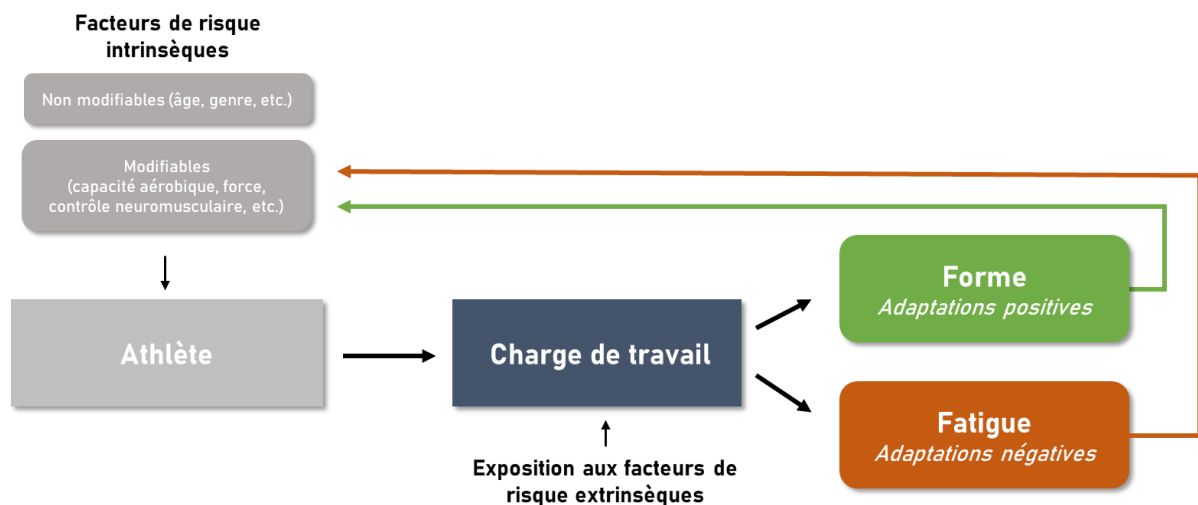 Facteurs de risque
intrinsèques
Non modifiables (âge, genre, etc.)
Modifiables
(capacité aérobique, force,
contrôle neuromusculaire, etc.)
Athlète
Charge de travail
Exposition aux facteurs de
risque extrinsèques
Forme
Adaptations positives
Fatigue
Adaptations négatives